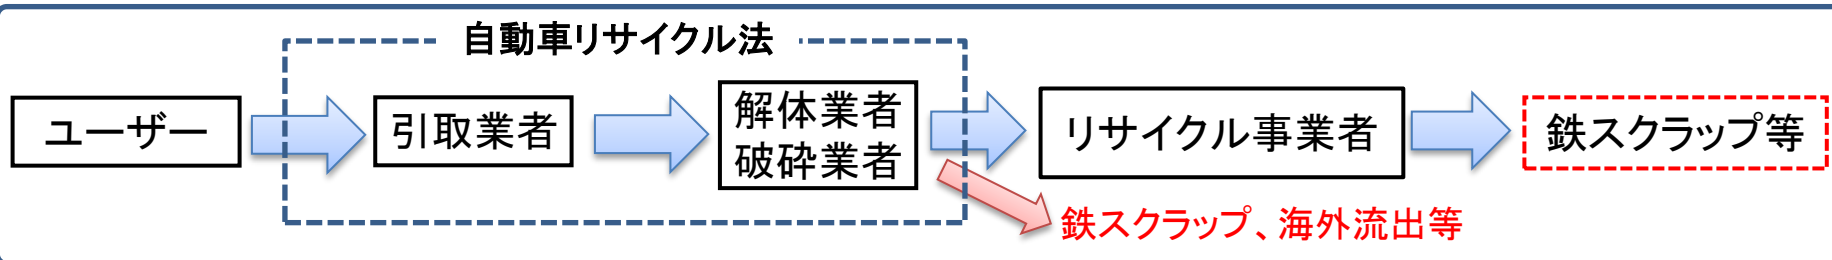 自動車リサイクル法
ユーザー
引取業者
解体業者
破砕業者
リサイクル事業者
鉄スクラップ等
鉄スクラップ、海外流出等